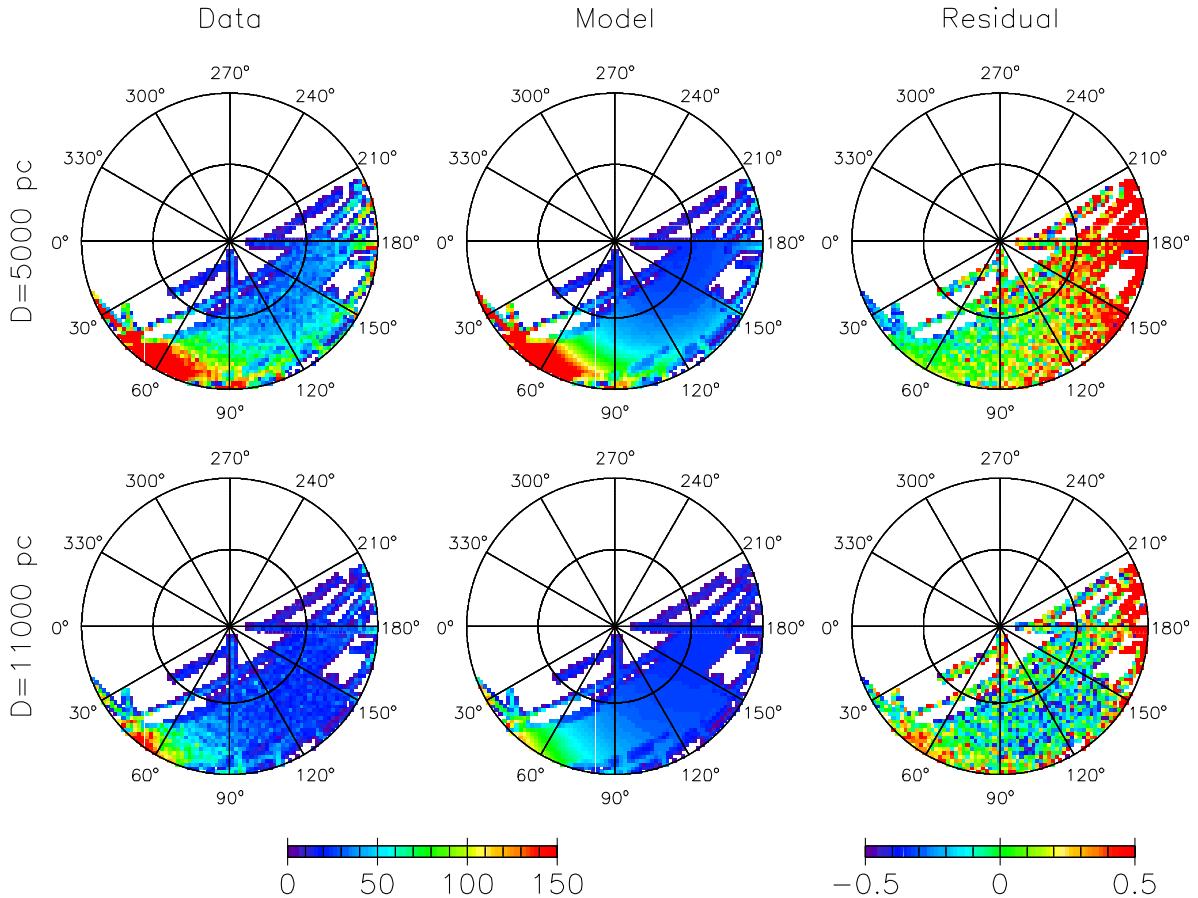 Data Model Residual
D=5000 pc
270° 270° 270°
300° 240° 300° 240° 300° 240°
330° 210° 330° 210° 330° 210°
0° 180° 0° 180° 0° 180°
30° 150° 30° 150° 30° 150°
60° 120° 60° 120° 60° 120°
90° 90° 90°
D=11000 pc
270° 270° 270°
300° 240° 300° 240° 300° 240°
330° 210° 330° 210° 330° 210°
0° 180° 0° 180° 0° 180°
30° 150° 30° 150° 30° 150°
60° 120° 60° 120° 60° 120°
90° 90° 90°
0 50 100 150
−0.5 0 0.5